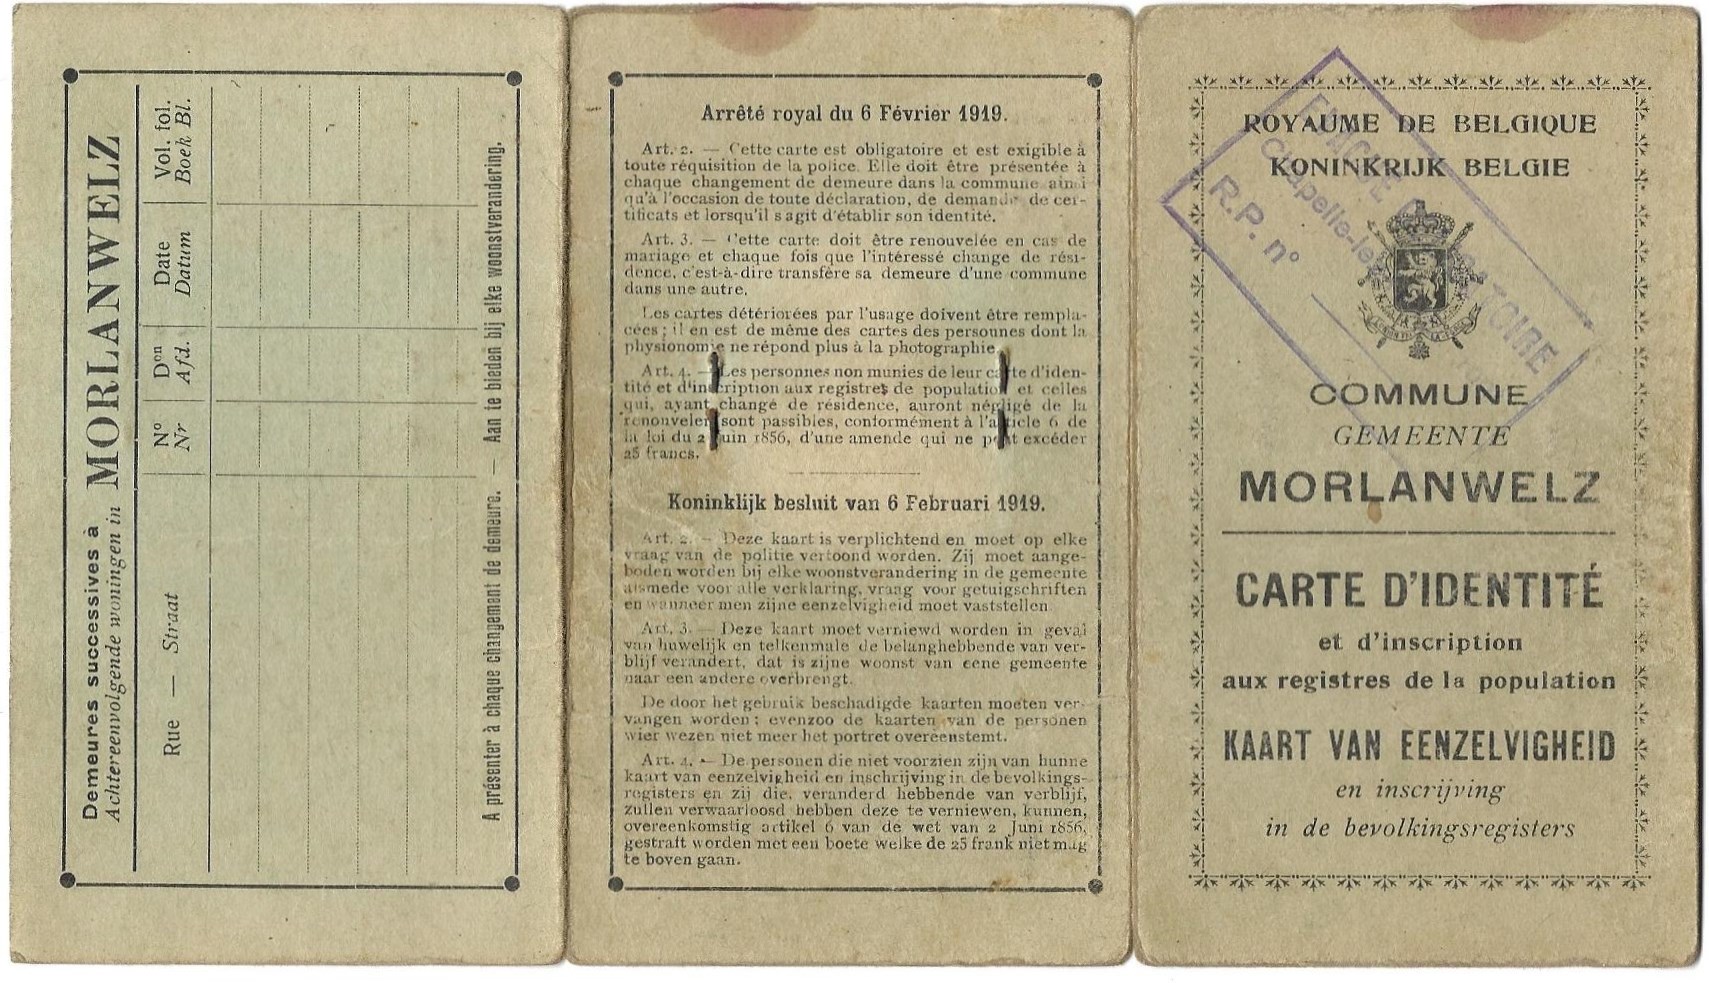 Demeures successives à MORLANWELZ
Achtereenvolgende woningen in
Rue — Straat
No
Nr
Don
Afd.
Date
Datum
Vol. fol.
Boek Bl.
A présenter à chaque changement de demeure. — Aan te bieden bij elke woonstverandering.
Arrêté royal du 6 Février 1919.
Art. 2. — Cette carte est obligatoire et est exigible à
toute réquisition de la police. Elle doit être présentée à
chaque changement de demeure dans la commune ainsi
qu'à l'occasion de toute déclaration, de demande de cer-
tificats et lorsqu'il s agit d'établir son identité.
Art. 3. — Cette carte doit être renouvelée en cas de
mariage et chaque fois que l'intéressé change de rési-
dence, c'est-à-dire transfère sa demeure d'une commune
dans une autre.
Les cartes détériorées par l'usage doivent être rempla-
cées ; il en est de même des cartes des personnes dont la
physionomie ne répond plus à la photographie.
Art. 4. — Les personnes non munies de leur carte d'iden-
tité et d'inscription aux registres de population et celles
qui, ayant changé de résidence, auront négligé de la
renouveler sont passibles, conformément à l'article 6 de
la loi du 2 juin 1856, d'une amende qui ne peut excéder
25 francs.
Koninklijk besluit van 6 Februari 1919.
Art. 2. — Deze kaart is verplichtend en moet op elke
vraag van de politie vertoond worden. Zij moet aange-
boden worden bij elke woonstverandering in de gemeente
alsmede voor alle verklaring, vraag voor getuigschriften
en wanneer men zijne eenzelvigheid moet vaststellen
Art. 3. — Deze kaart moet verniewd worden in geval
van huwelijk en telkenmale de belanghebbende van ver-
blijf verandert, dat is zijne woonst van eene gemeente
naar een andere overbrengt.
De door het gebruik beschadigde kaarten moeten ver-
vangen worden ; evenzoo de kaarten van de personen
wier wezen niet meer het portret overeenstemt.
Art. 4. — De personen die niet voorzien zijn van hunne
kaart van eenzelvigheid en inschrijving in de bevolkings-
registers en zij die, veranderd hebbende van verblijf,
zullen verwaarloosd hebben deze te verniewen, kunnen,
overeenkomstig artikel 6 van de wet van 2 Juni 1856,
gestraft worden met een boete welke de 25 frank niet mag
te boven gaan.
ROYAUME DE BELGIQUE
KONINKRIJK BELGIE
Chapelle-lez
R.P. n°
COMMUNE
GEMEENTE
MORLANWELZ
CARTE D'IDENTITÉ
et d'inscription
aux registres de la population
KAART VAN EENZELVIGHEID
en inscrijving
in de bevolkingsregisters